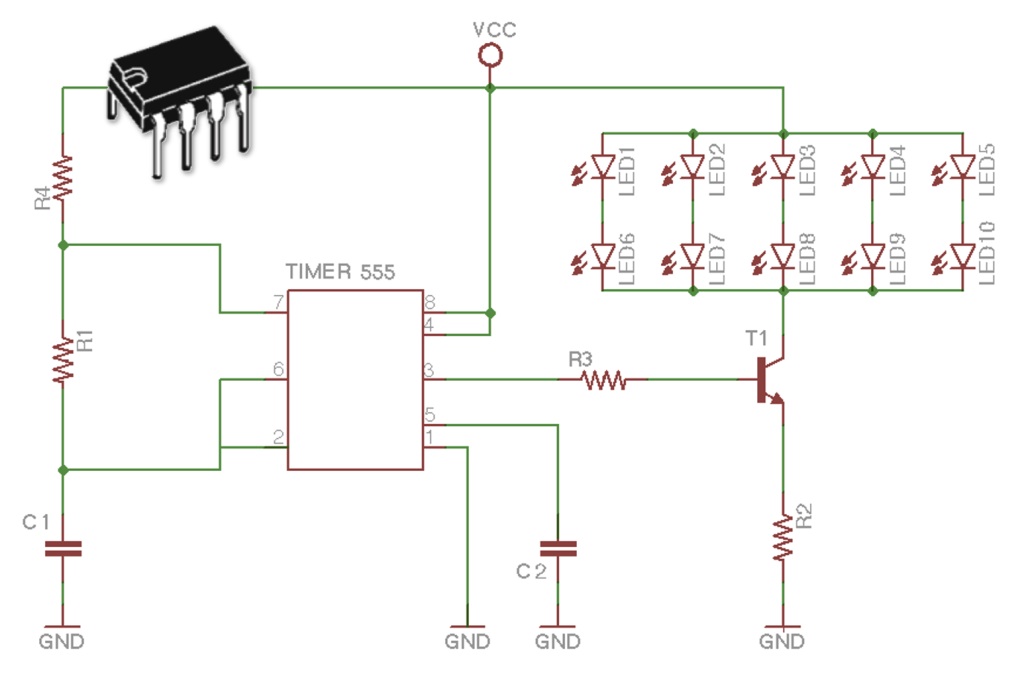 VCC
LED1
LED2
LED3
LED4
LED5
R4
LED6
LED7
LED8
LED9
LED10
TIMER 555
7
8
4
R1
T1
R3
6
3
5
2
1
C1
R2
C2
GND
GND
GND
GND